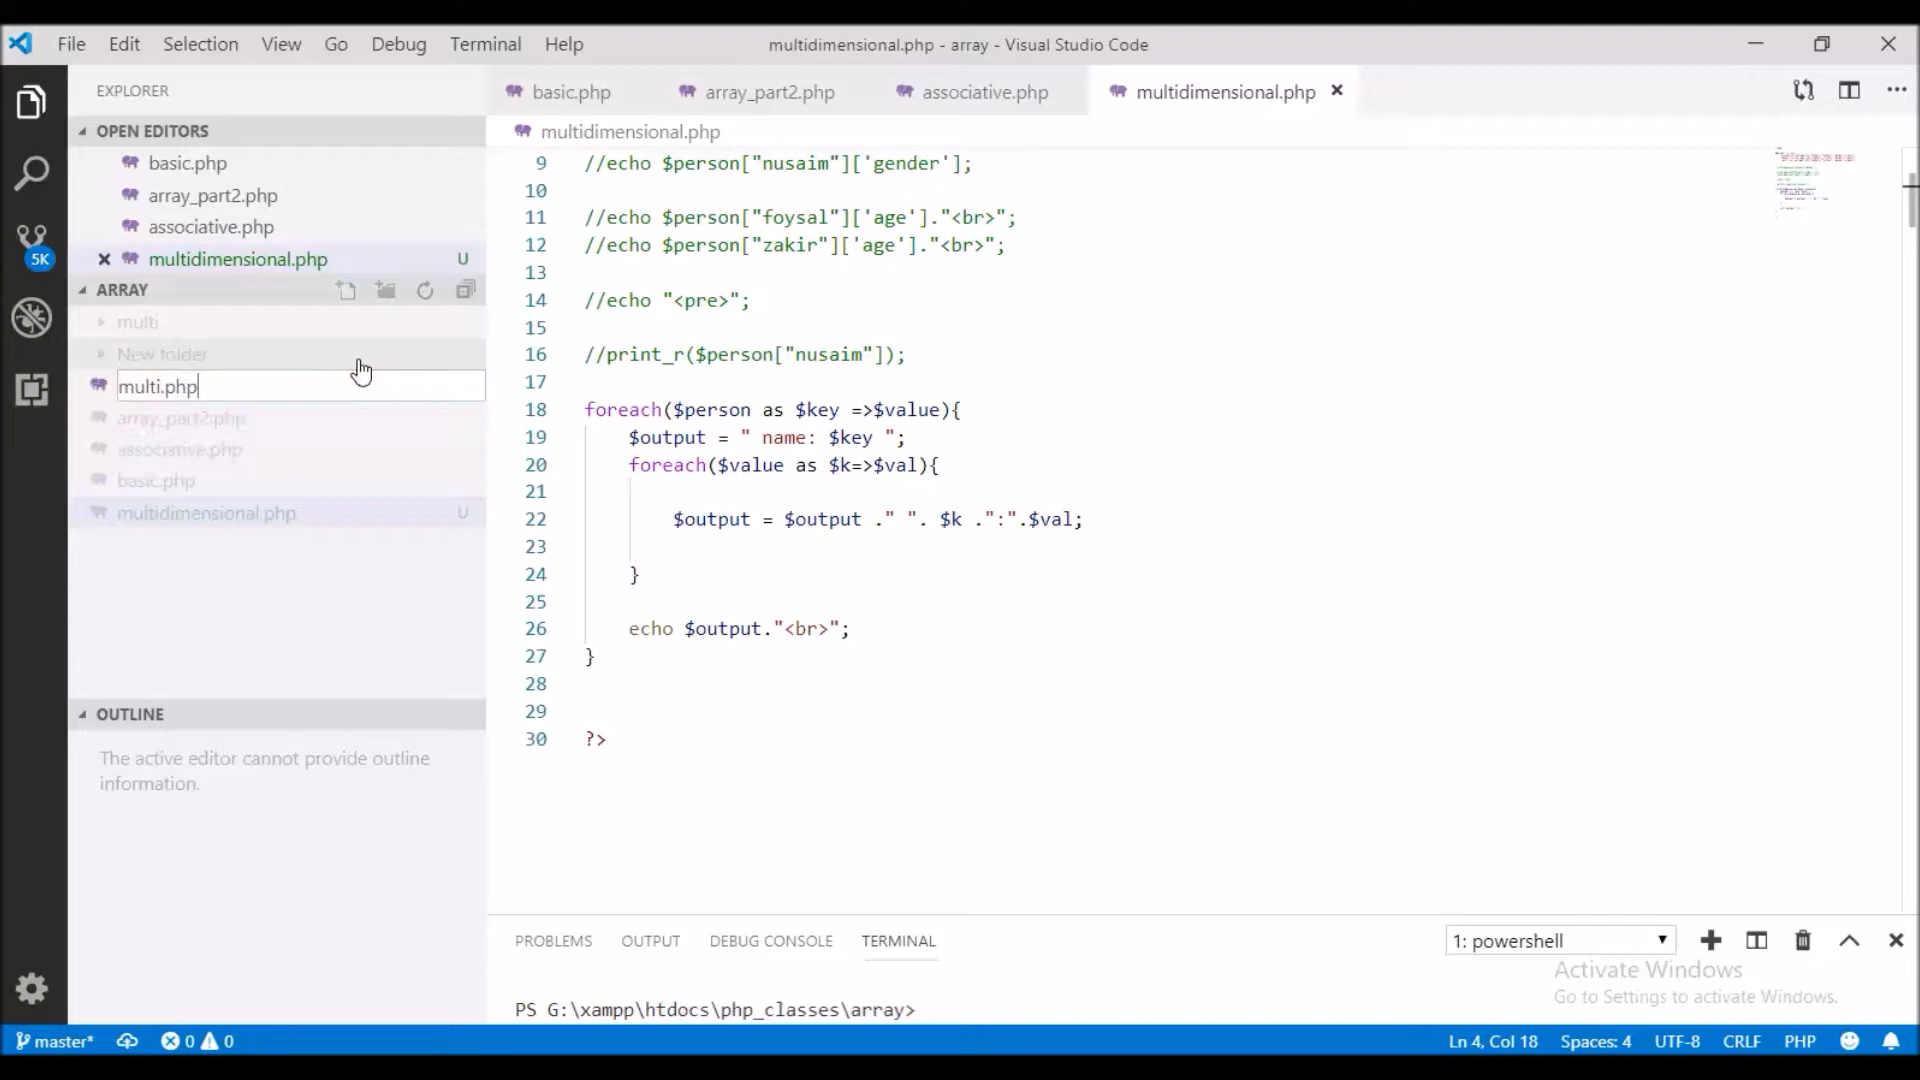 File Edit Selection View Go Debug Terminal Help
multidimensional.php - array - Visual Studio Code
EXPLORER
OPEN EDITORS
basic.php
array_part2.php
associative.php
multidimensional.php U
5K
ARRAY
multi
New folder
multi.php
array_part2.php
associative.php
basic.php
multidimensional.php U
OUTLINE
The active editor cannot provide outline
information.
basic.php array_part2.php associative.php multidimensional.php
multidimensional.php
9 //echo $person["nusaim"]['gender'];
10
11 //echo $person["foysal"]['age']."<br>";
12 //echo $person["zakir"]['age']."<br>";
13
14 //echo "<pre>";
15
16 //print_r($person["nusaim"]);
17
18 foreach($person as $key =>$value){
19 $output = " name: $key ";
20 foreach($value as $k=>$val){
21
22 $output = $output ." ". $k .":".$val;
23
24 }
25
26 echo $output."<br>";
27 }
28
29
30 ?>
PROBLEMS OUTPUT DEBUG CONSOLE TERMINAL
1: powershell
Activate Windows
Go to Settings to activate Windows.
PS G:\xampp\htdocs\php_classes\array>
master* 0 0
Ln 4, Col 18 Spaces: 4 UTF-8 CRLF PHP